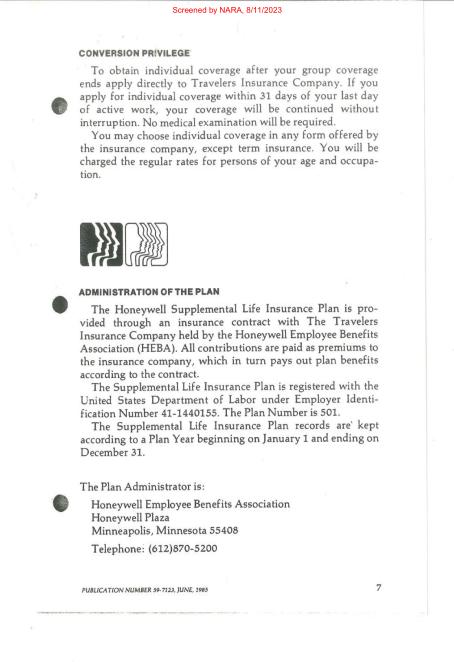 Screened by NARA, 8/11/2023
CONVERSION PRIVILEGE
To obtain individual coverage after your group coverage
ends apply directly to Travelers Insurance Company. If you
apply for individual coverage within 31 days of your last day
of active work, your coverage will be continued without
interruption. No medical examination will be required.
You may choose individual coverage in any form offered by
the insurance company, except term insurance. You will be
charged the regular rates for persons of your age and occupa-
tion.
ADMINISTRATION OF THE PLAN
The Honeywell Supplemental Life Insurance Plan is pro-
vided through an insurance contract with The Travelers
Insurance Company held by the Honeywell Employee Benefits
Association (HEBA). All contributions are paid as premiums to
the insurance company, which in turn pays out plan benefits
according to the contract.
The Supplemental Life Insurance Plan is registered with the
United States Department of Labor under Employer Identi-
fication Number 41-1440155. The Plan Number is 501.
The Supplemental Life Insurance Plan records are kept
according to a Plan Year beginning on January 1 and ending on
December 31.
The Plan Administrator is:
Honeywell Employee Benefits Association
Honeywell Plaza
Minneapolis, Minnesota 55408
Telephone: (612)870-5200
PUBLICATION NUMBER 59-7123, JUNE, 1985
7